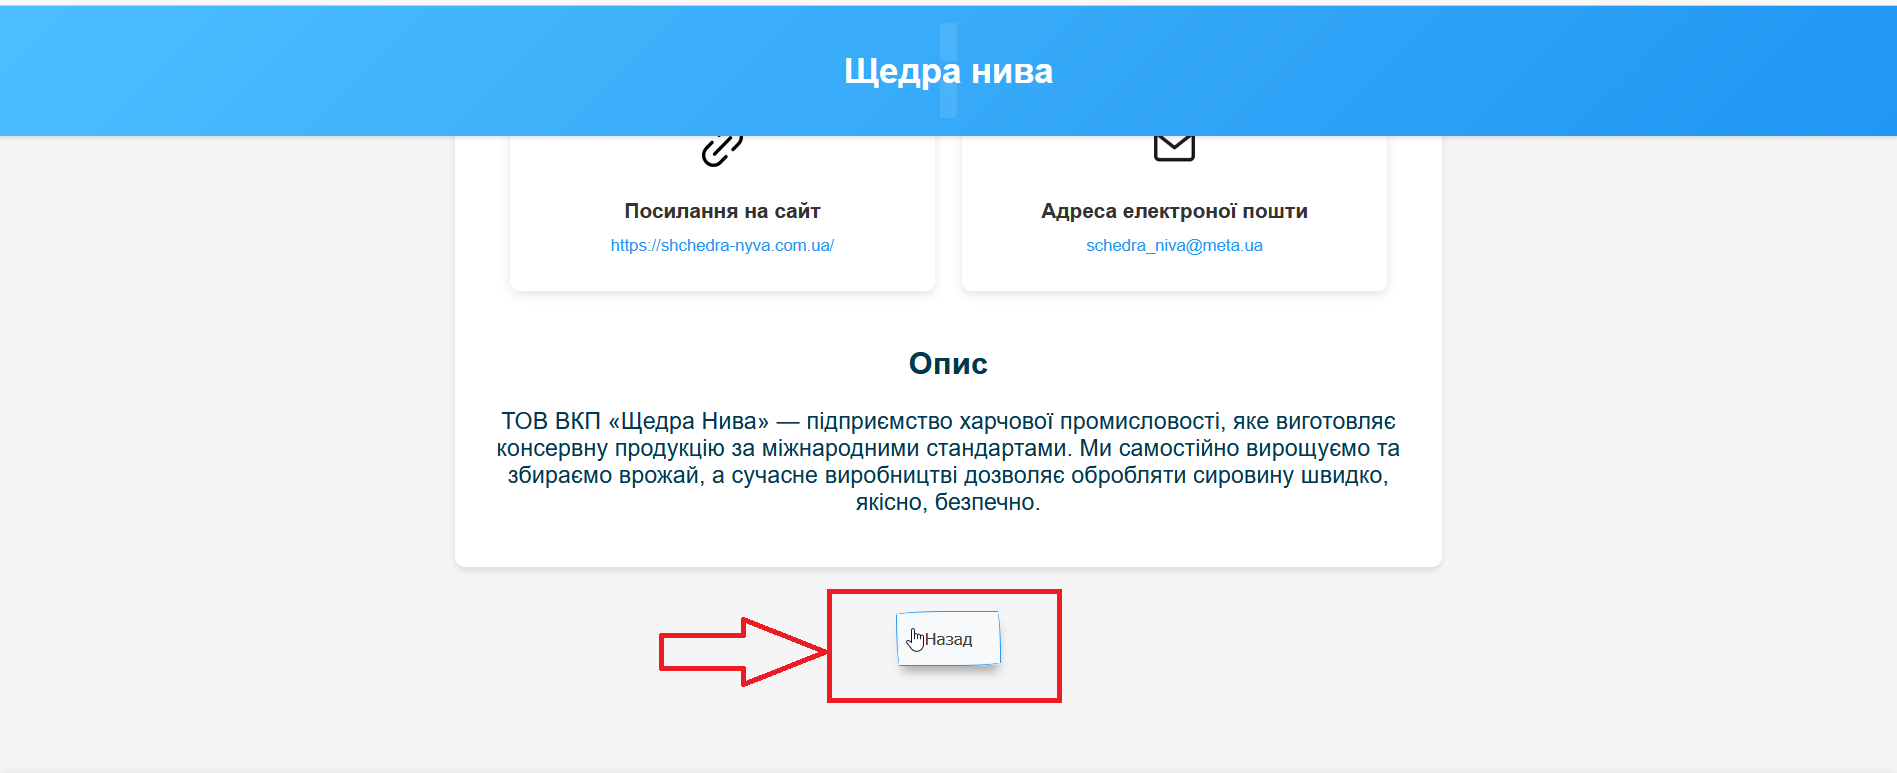 Щедра нива
Посилання на сайт
https://shchedra-nyva.com.ua/
Адреса електроної пошти
schedra_niva@meta.ua
Опис
ТОВ ВКП «Щедра Нива» — підприємство харчової промисловості, яке виготовляє
консервну продукцію за міжнародними стандартами. Ми самостійно вирощуємо та
збираємо врожай, а сучасне виробництві дозволяє обробляти сировину швидко,
якісно, безпечно.
Назад